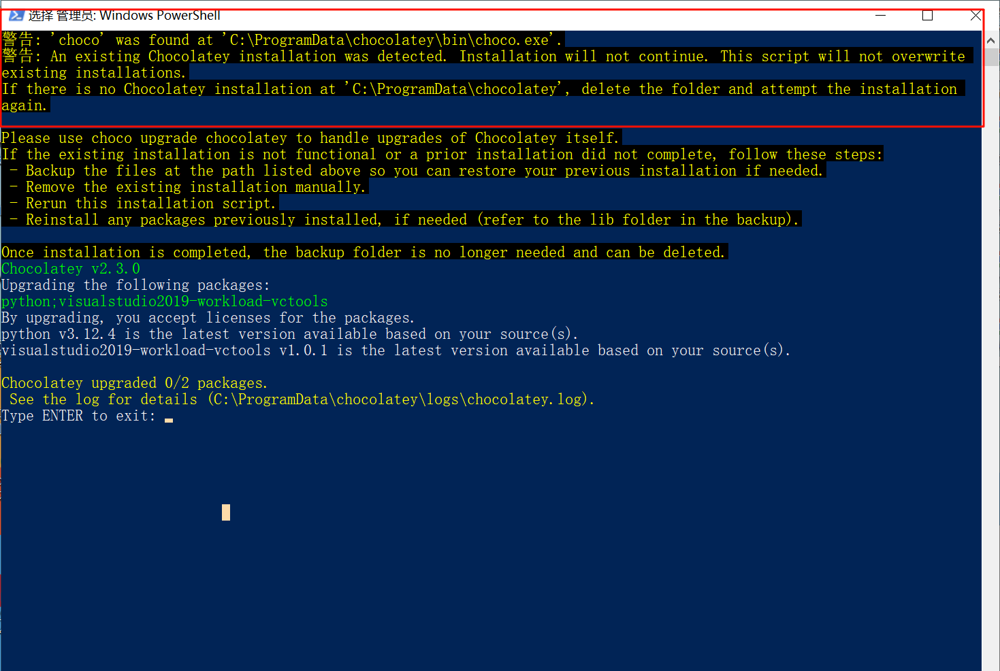 选择 管理员: Windows PowerShell
警告: 'choco' was found at 'C:\ProgramData\chocolatey\bin\choco.exe'.
警告: An existing Chocolatey installation was detected. Installation will not continue. This script will not overwrite
existing installations.
If there is no Chocolatey installation at 'C:\ProgramData\chocolatey', delete the folder and attempt the installation
again.
Please use choco upgrade chocolatey to handle upgrades of Chocolatey itself.
If the existing installation is not functional or a prior installation did not complete, follow these steps:
 - Backup the files at the path listed above so you can restore your previous installation if needed.
 - Remove the existing installation manually.
 - Rerun this installation script.
 - Reinstall any packages previously installed, if needed (refer to the lib folder in the backup).
Once installation is completed, the backup folder is no longer needed and can be deleted.
Chocolatey v2.3.0
Upgrading the following packages:
python;visualstudio2019-workload-vctools
By upgrading, you accept licenses for the packages.
python v3.12.4 is the latest version available based on your source(s).
visualstudio2019-workload-vctools v1.0.1 is the latest version available based on your source(s).
Chocolatey upgraded 0/2 packages.
 See the log for details (C:\ProgramData\chocolatey\logs\chocolatey.log).
Type ENTER to exit: